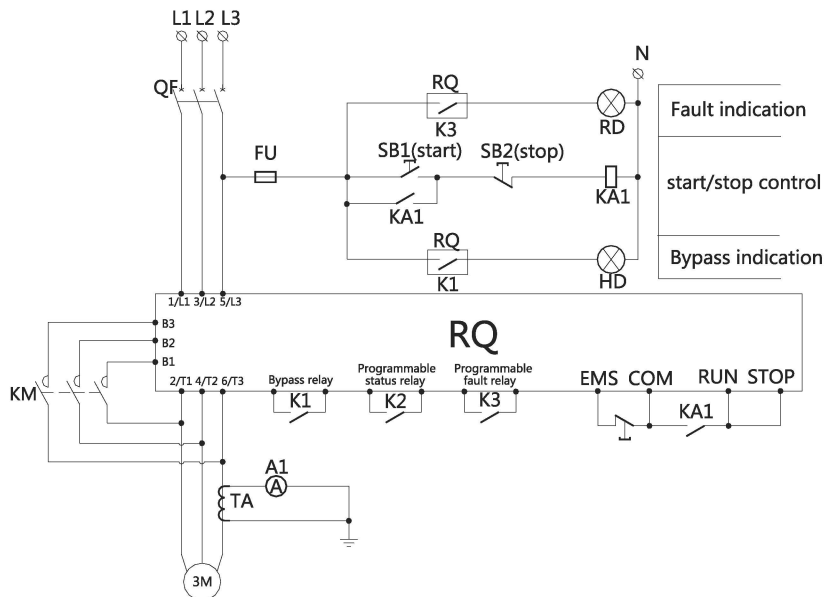 L1 L2 L3
N
QF
RQ
K3
RD
Fault indication
FU
SB1(start)
SB2(stop)
KA1
KA1
start/stop control
RQ
K1
HD
Bypass indication
1/L1 3/L2 5/L3
B3
B2
B1
RQ
KM
2/T1 4/T2 6/T3
Bypass relay
K1
Programmable
status relay
K2
Programmable
fault relay
K3
EMS COM RUN STOP
KA1
A1
A
TA
3M